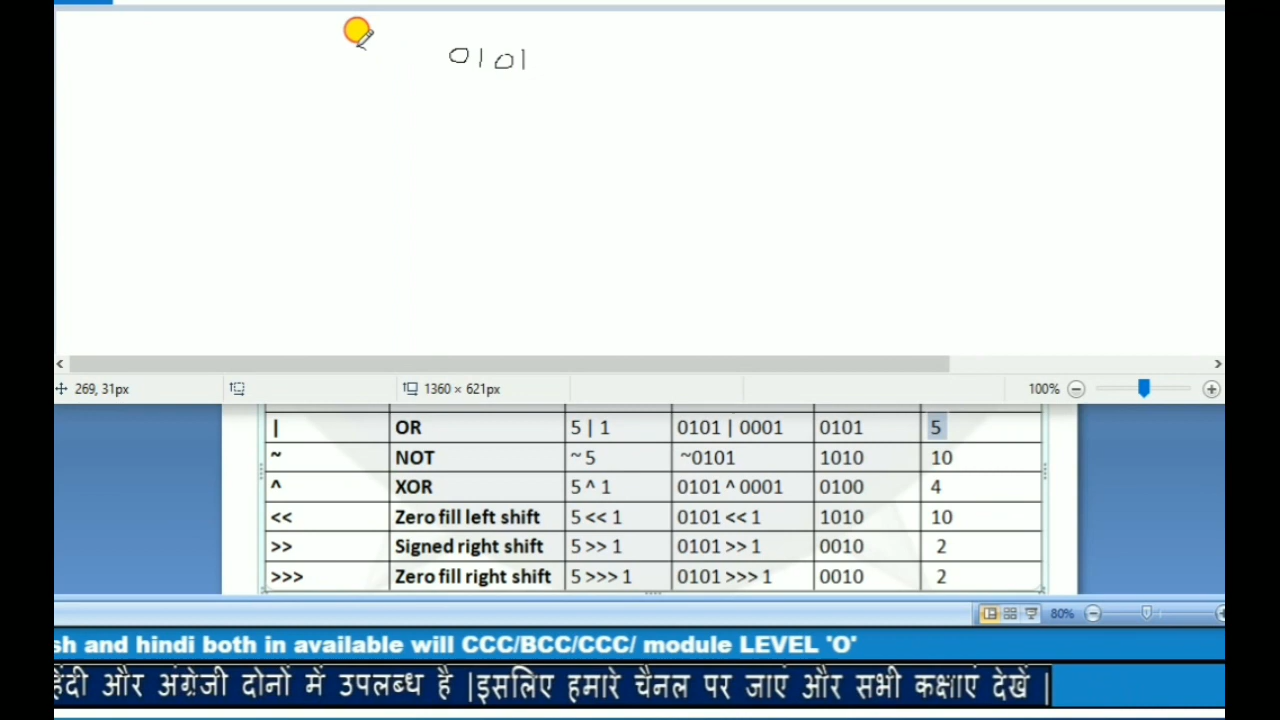 0101
269, 31px 1360 × 621px 100%
| OR 5 | 1 0101 | 0001 0101 5
~ NOT ~ 5 ~0101 1010 10
^ XOR 5 ^ 1 0101 ^ 0001 0100 4
<< Zero fill left shift 5 << 1 0101 << 1 1010 10
>> Signed right shift 5 >> 1 0101 >> 1 0010 2
>>> Zero fill right shift 5 >>> 1 0101 >>> 1 0010 2
80%
sh and hindi both in available will CCC/BCC/CCC/ module LEVEL 'O'
हिंदी और अंग्रेजी दोनों में उपलब्ध है |इसलिए हमारे चैनल पर जाएं और सभी कक्षाएं देखें |